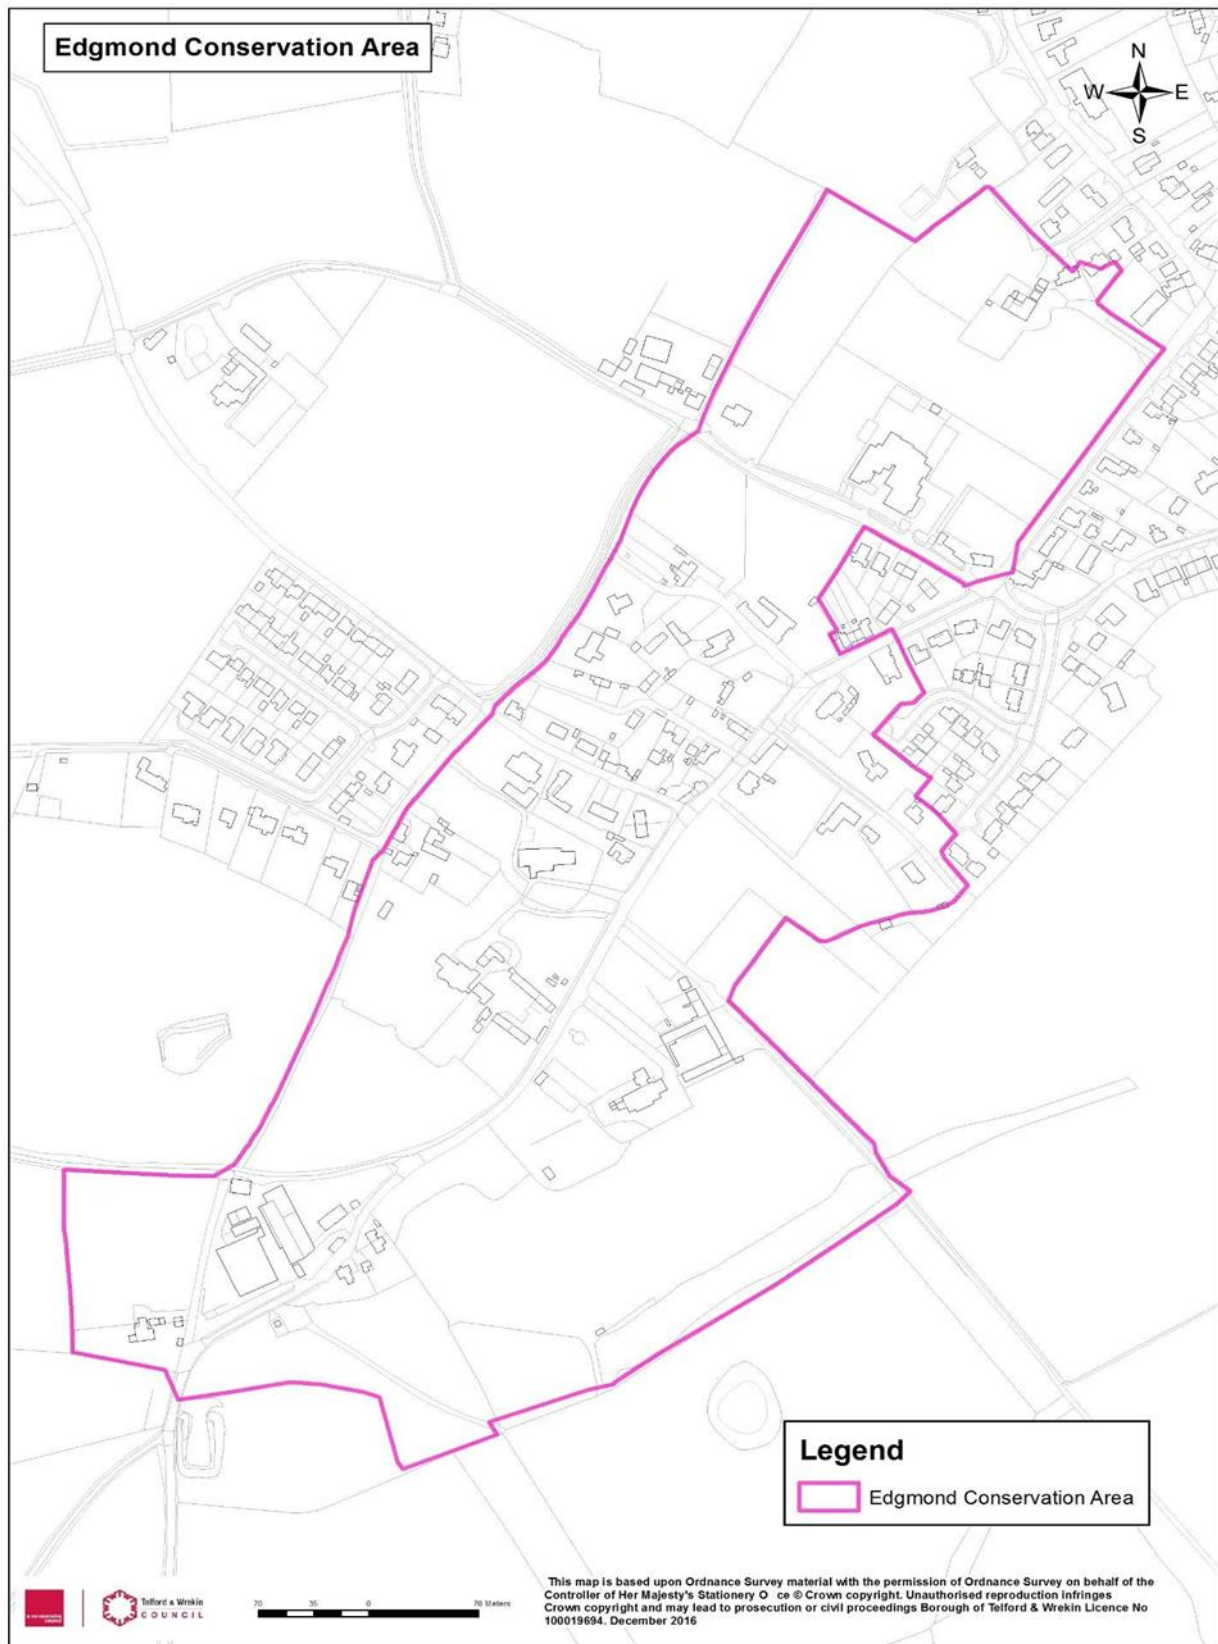 Edgmond Conservation Area
N
W E
S
Legend
Edgmond Conservation Area
Telford & Wrekin
COUNCIL
70 35 0 70 Meters
This map is based upon Ordnance Survey material with the permission of Ordnance Survey on behalf of the
Controller of Her Majesty's Stationery O ce © Crown copyright. Unauthorised reproduction infringes
Crown copyright and may lead to prosecution or civil proceedings Borough of Telford & Wrekin Licence No
100019694. December 2016